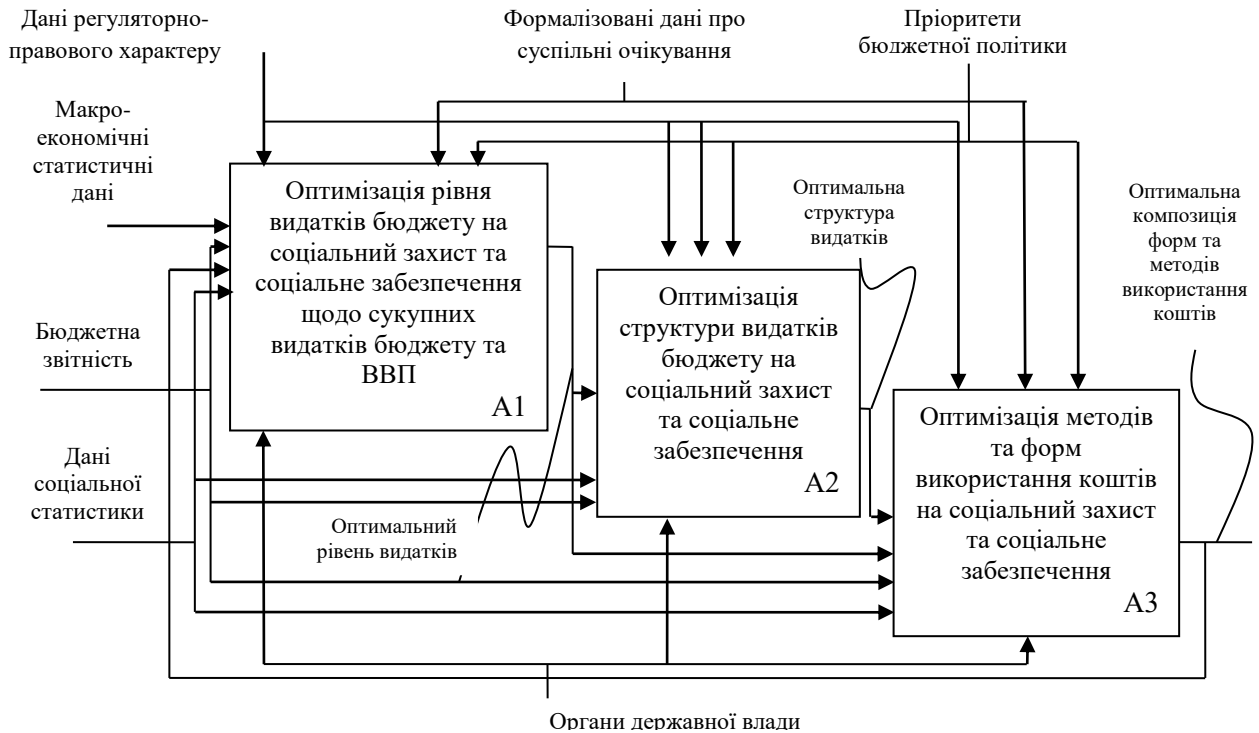 Дані регуляторно-
правового характеру
Формалізовані дані про
суспільні очікування
Пріоритети
бюджетної політики
Макро-
економічні
статистичні
дані
Бюджетна
звітність
Дані
соціальної
статистики
Оптимізація рівня
видатків бюджету на
соціальний захист та
соціальне забезпечення
щодо сукупних
видатків бюджету та
ВВП
А1
Оптимальний
рівень видатків
Оптимізація
структури видатків
бюджету на
соціальний захист
та соціальне
забезпечення
А2
Оптимальна
структура
видатків
Оптимізація методів
та форм
використання коштів
на соціальний захист
та соціальне
забезпечення
А3
Оптимальна
композиція
форм та
методів
використання
коштів
Органи державної влади